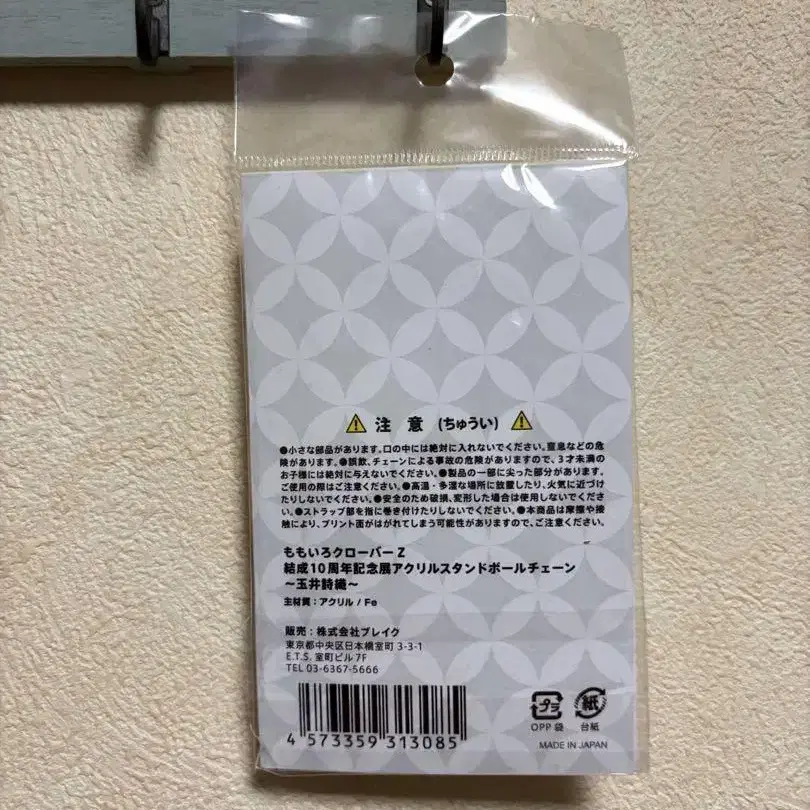 注 意 (ちゅうい)
●小さな部品があります。口の中には絶対に入れないでください。窒息などの危
険があります。●誤飲、チェーンによる事故の危険がありますので、3才未満の
お子様には絶対に与えないでください。●製品の一部に尖った部分があります。
ご使用の際はご注意ください。●高温・多湿な場所に放置したり、火気に近づけ
たりしないでください。●安全のため破損、変形した場合は使用しないでくださ
い。●ストラップ部を指に巻き付けたりしないでください。●本商品は摩擦や接
触により、プリント面がはがれてしまう可能性がありますので、ご注意ください。
ももいろクローバーZ
結成10周年記念展アクリルスタンドボールチェーン
～玉井詩織～
主材質：アクリル / Fe
販売：株式会社ブレイク
東京都中央区日本橋室町 3-3-1
E.T.S. 室町ビル 7F
TEL 03-6367-5666
4 573359 313085
プラ
OPP 袋
紙
台紙
MADE IN JAPAN